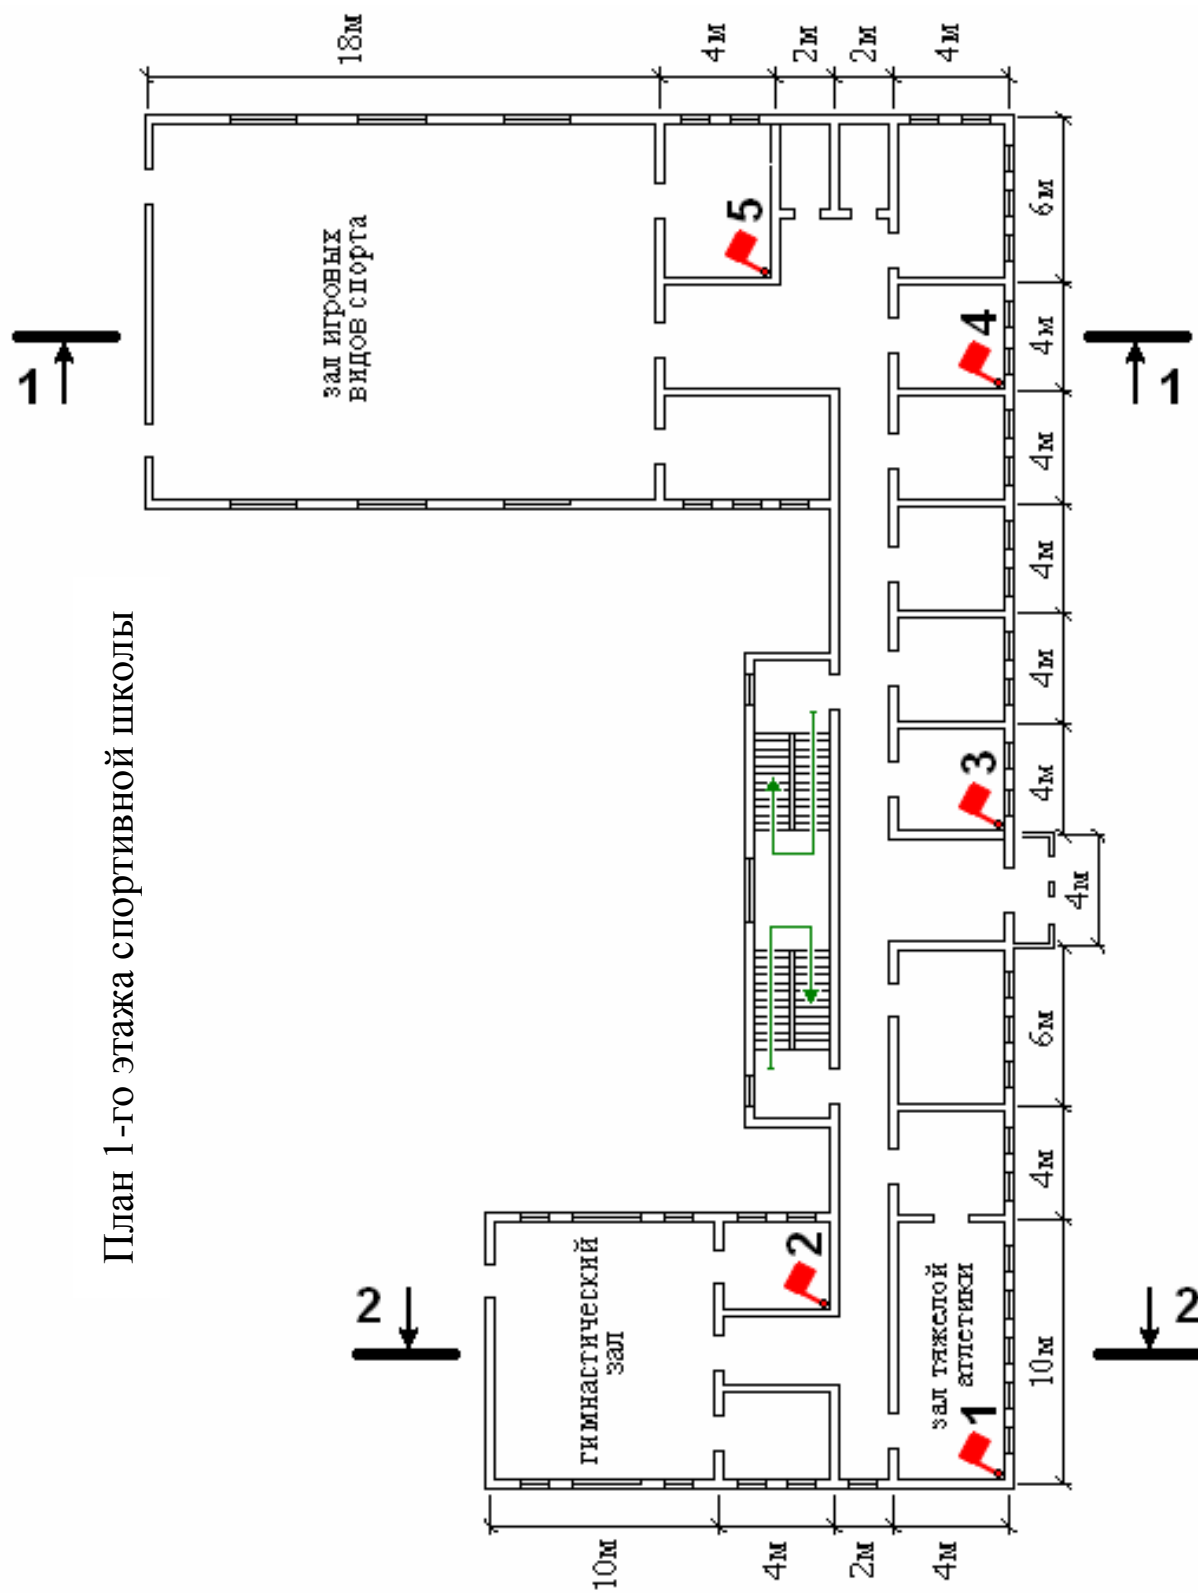 План 1-го этажа спортивной школы
1
18м
зал игровых
видов спорта
2
гимнастический
зал
10м
4м
5
2м
2м
4м
2
4м
2м
4м
зал тяжелой
атлетики
1
3
4
10м
4м
6м
4м
4м
4м
4м
4м
4м
6м
2
1